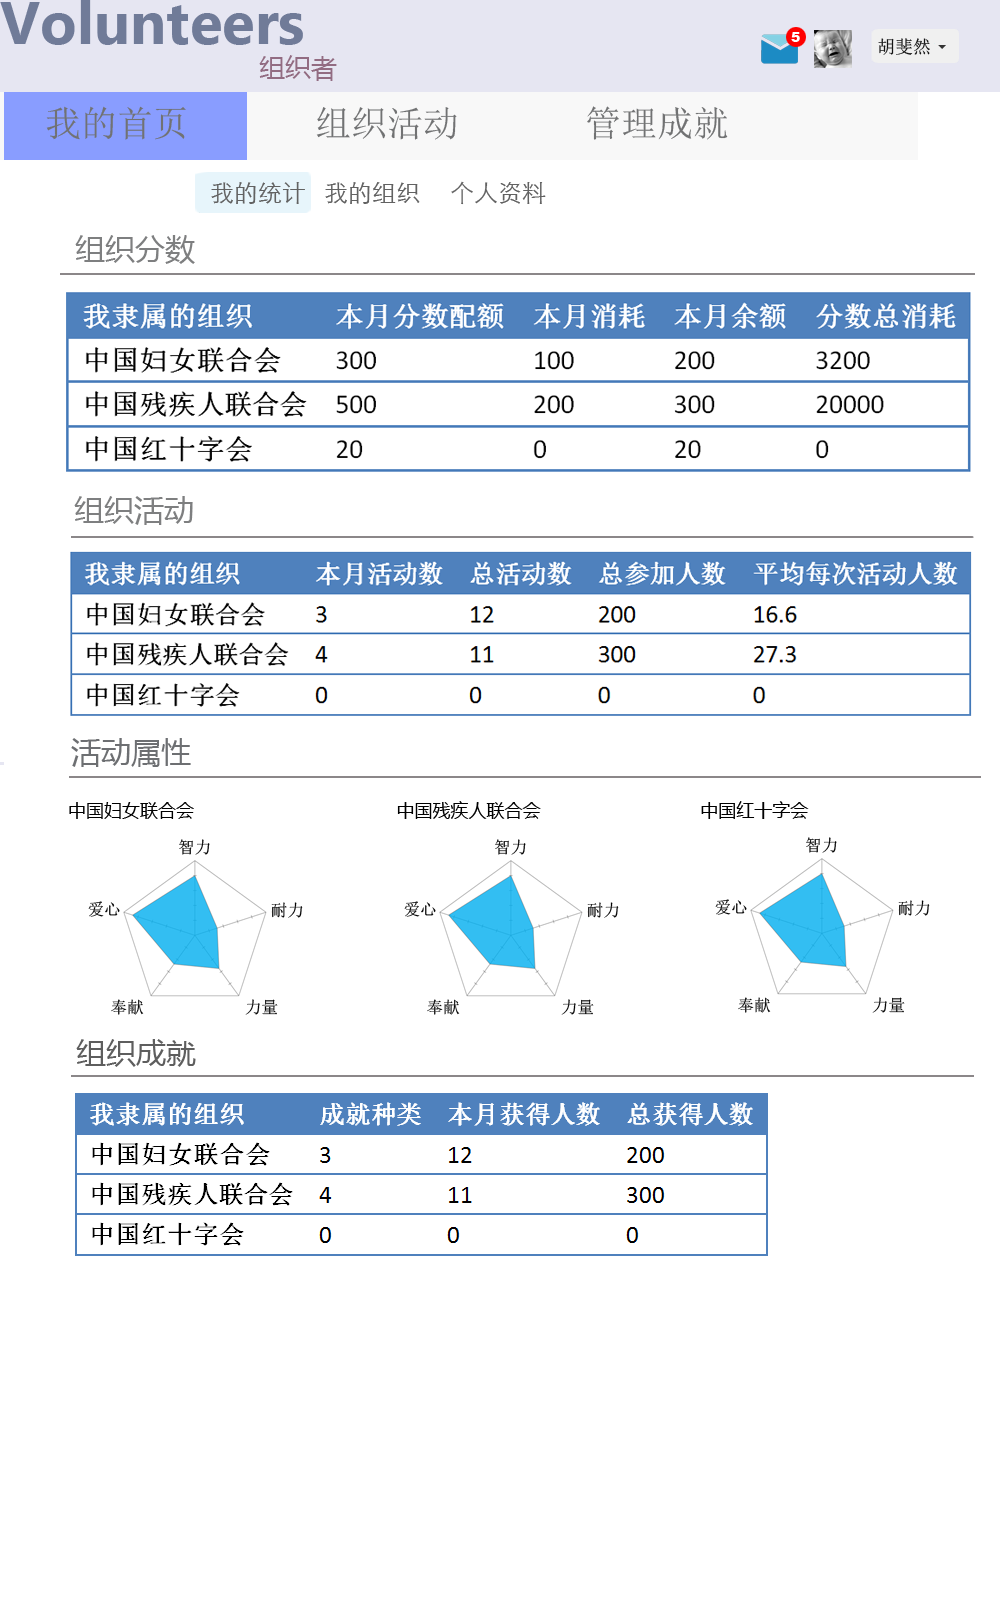 Volunteers
组织者
5
胡斐然
我的首页 组织活动 管理成就
我的统计 我的组织 个人资料
组织分数
我隶属的组织 本月分数配额 本月消耗 本月余额 分数总消耗
中国妇女联合会 300 100 200 3200
中国残疾人联合会 500 200 300 20000
中国红十字会 20 0 20 0
组织活动
我隶属的组织 本月活动数 总活动数 总参加人数 平均每次活动人数
中国妇女联合会 3 12 200 16.6
中国残疾人联合会 4 11 300 27.3
中国红十字会 0 0 0 0
活动属性
中国妇女联合会 中国残疾人联合会 中国红十字会
智力 智力 智力
爱心 耐力 爱心 耐力 爱心 耐力
奉献 力量 奉献 力量 奉献 力量
组织成就
我隶属的组织 成就种类 本月获得人数 总获得人数
中国妇女联合会 3 12 200
中国残疾人联合会 4 11 300
中国红十字会 0 0 0